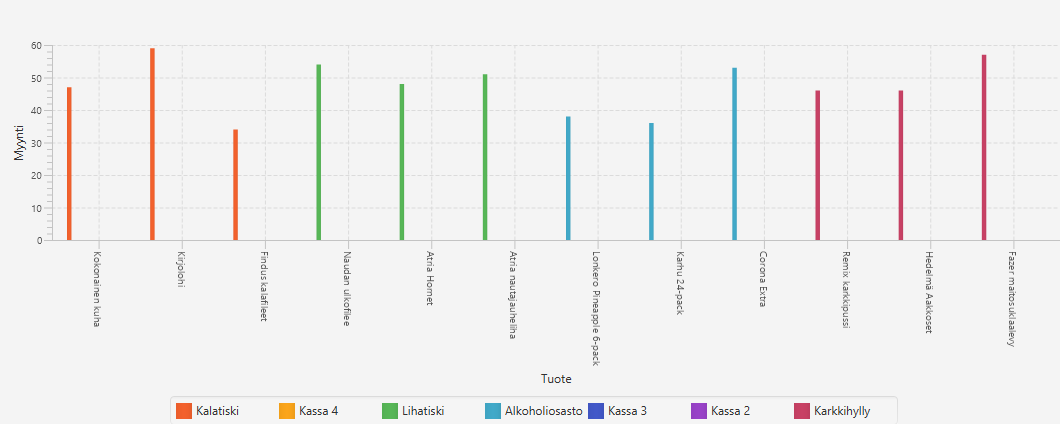 60
50
40
30
20
10
0
Myynti
Kokonainen kuha
Kirjolohi
Findus kalafileet
Naudan ulkofilee
Atria Hornet
Atria nautajauheliha
Lonkero Pineapple 6-pack
Karhu 24-pack
Corona Extra
Remix karkkipussi
Hedelmä Aakkoset
Fazer maitosuklaalevy
Tuote
Kalatiski Kassa 4 Lihatiski Alkoholiosasto Kassa 3 Kassa 2 Karkkihylly